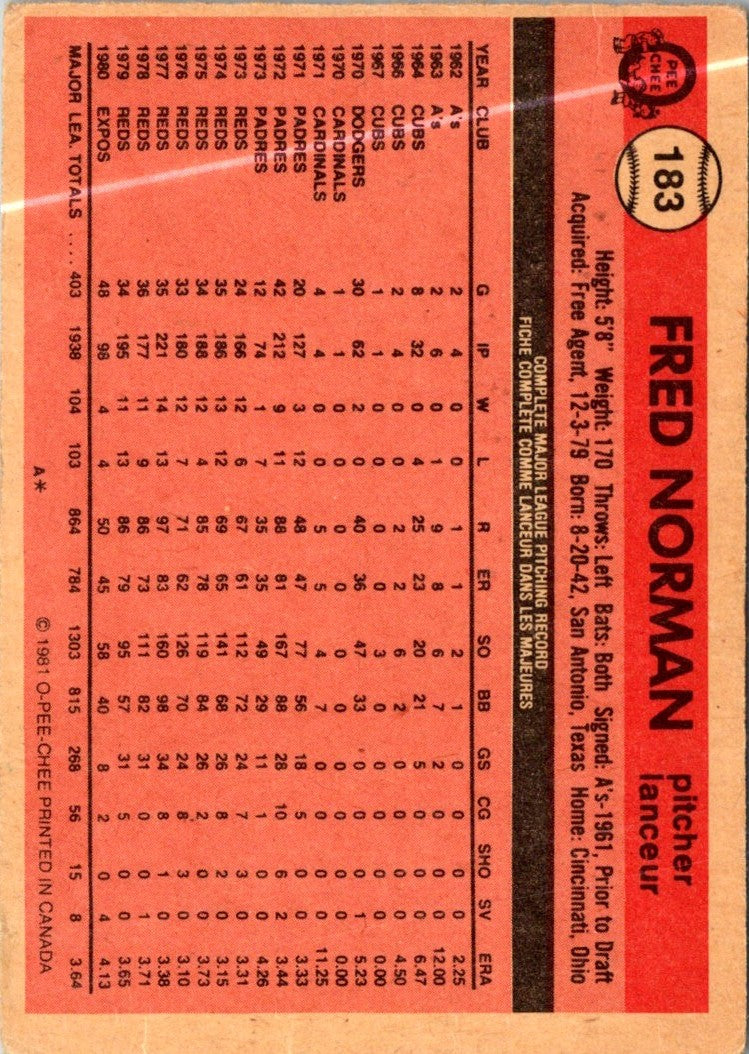 O
PEE
CHEE
183
FRED NORMAN
pitcher
lanceur
Height: 5'8" Weight: 170 Throws: Left Bats: Both Signed: A's-1961, Prior to Draft
Acquired: Free Agent, 12-3-79 Born: 8-20-42, San Antonio, Texas Home: Cincinnati, Ohio
COMPLETE MAJOR LEAGUE PITCHING RECORD
FICHE COMPLETE COMME LANCEUR DANS LES MAJEURES
YEAR CLUB G IP W L R ER SO BB GS CG SHO SV ERA
1962 A's 2 4 0 0 1 1 2 1 0 0 0 0 2.25
1963 A's 2 6 0 1 9 8 6 7 2 0 0 0 12.00
1964 CUBS 8 32 0 4 25 23 20 21 5 0 0 0 6.47
1966 CUBS 2 4 0 0 2 2 6 2 0 0 0 0 4.50
1967 CUBS 1 1 0 0 0 0 3 0 0 0 0 0 0.00
1970 DODGERS 30 62 2 0 40 36 47 33 0 0 0 1 5.23
1970 CARDINALS 1 1 0 0 0 0 0 0 0 0 0 0 0.00
1971 CARDINALS 4 4 0 0 5 5 4 7 0 0 0 0 11.25
1971 PADRES 20 127 3 12 48 47 77 56 18 5 0 0 3.33
1972 PADRES 42 212 9 11 88 81 167 88 28 10 6 2 3.44
1973 PADRES 12 74 1 7 35 35 49 29 11 1 0 0 4.26
1973 REDS 24 166 12 6 67 61 112 72 24 7 3 0 3.31
1974 REDS 35 186 13 12 69 65 141 68 26 8 2 0 3.15
1975 REDS 34 188 12 4 85 78 119 84 26 2 0 0 3.73
1976 REDS 33 180 12 7 71 62 126 70 24 8 3 0 3.10
1977 REDS 35 221 14 13 97 83 160 98 34 8 1 0 3.38
1978 REDS 36 177 11 9 86 73 111 82 31 0 0 1 3.71
1979 REDS 34 195 11 13 86 79 95 57 31 5 0 0 3.65
1980 EXPOS 48 98 4 4 50 45 58 40 8 2 0 4 4.13
MAJOR LEA. TOTALS .... 403 1938 104 103 864 784 1303 815 268 56 15 8 3.64
A* © 1981 O-PEE-CHEE PRINTED IN CANADA